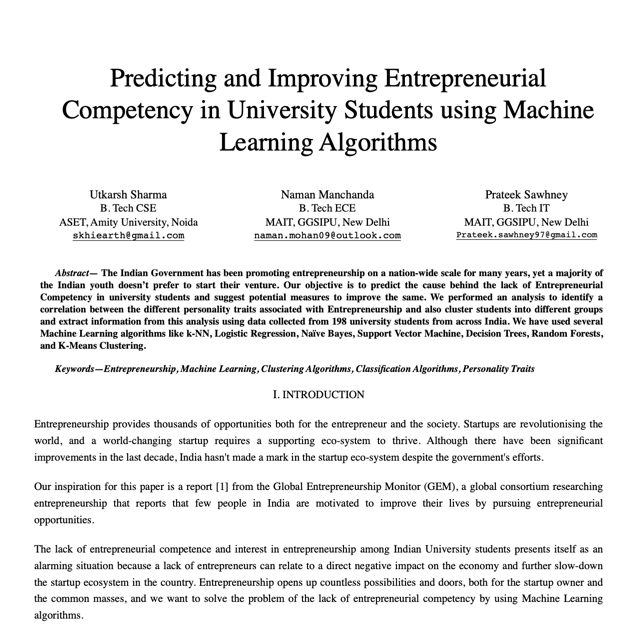 Predicting and Improving Entrepreneurial
Competency in University Students using Machine
Learning Algorithms
Utkarsh Sharma
B. Tech CSE
ASET, Amity University, Noida
skhiearth@gmail.com
Naman Manchanda
B. Tech ECE
MAIT, GGSIPU, New Delhi
naman.mohan09@outlook.com
Prateek Sawhney
B. Tech IT
MAIT, GGSIPU, New Delhi
Prateek.sawhney97@gmail.com
Abstract— The Indian Government has been promoting entrepreneurship on a nation-wide scale for many years, yet a majority of
the Indian youth doesn't prefer to start their venture. Our objective is to predict the cause behind the lack of Entrepreneurial
Competency in university students and suggest potential measures to improve the same. We performed an analysis to identify a
correlation between the different personality traits associated with Entrepreneurship and also cluster students into different groups
and extract information from this analysis using data collected from 198 university students from across India. We have used several
Machine Learning algorithms like k-NN, Logistic Regression, Naïve Bayes, Support Vector Machine, Decision Trees, Random Forests,
and K-Means Clustering.
Keywords—Entrepreneurship, Machine Learning, Clustering Algorithms, Classification Algorithms, Personality Traits
I. INTRODUCTION
Entrepreneurship provides thousands of opportunities both for the entrepreneur and the society. Startups are revolutionising the
world, and a world-changing startup requires a supporting eco-system to thrive. Although there have been significant
improvements in the last decade, India hasn't made a mark in the startup eco-system despite the government's efforts.
Our inspiration for this paper is a report [1] from the Global Entrepreneurship Monitor (GEM), a global consortium researching
entrepreneurship that reports that few people in India are motivated to improve their lives by pursuing entrepreneurial
opportunities.
The lack of entrepreneurial competence and interest in entrepreneurship among Indian University students presents itself as an
alarming situation because a lack of entrepreneurs can relate to a direct negative impact on the economy and further slow-down
the startup ecosystem in the country. Entrepreneurship opens up countless possibilities and doors, both for the startup owner and
the common masses, and we want to solve the problem of the lack of entrepreneurial competency by using Machine Learning
algorithms.